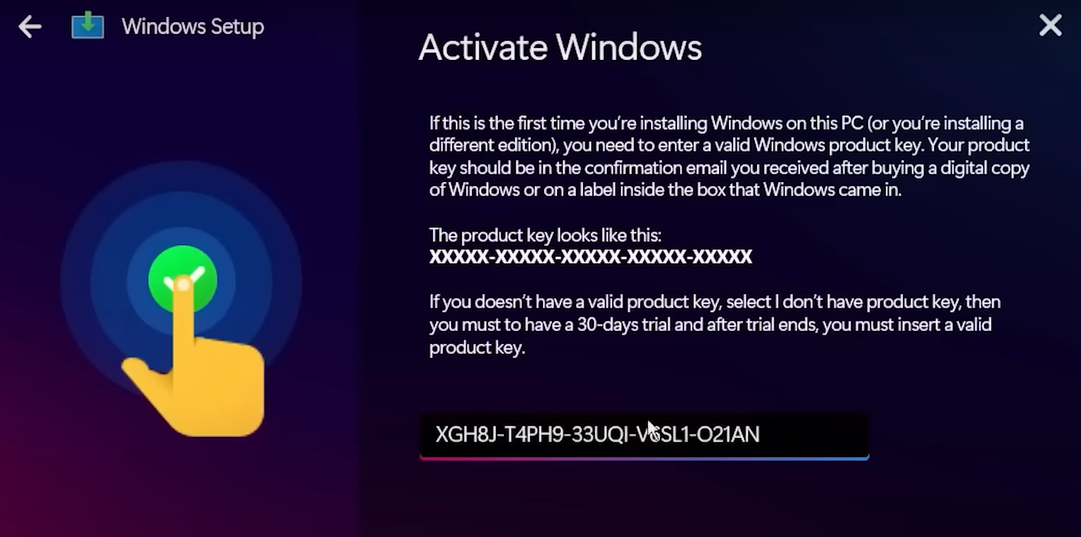 Windows Setup
Activate Windows
If this is the first time you're installing Windows on this PC (or you're installing a
different edition), you need to enter a valid Windows product key. Your product
key should be in the confirmation email you received after buying a digital copy
of Windows or on a label inside the box that Windows came in.
The product key looks like this:
XXXXX-XXXXX-XXXXX-XXXXX-XXXXX
If you doesn't have a valid product key, select I don't have product key, then
you must to have a 30-days trial and after trial ends, you must insert a valid
product key.
XGH8J-T4PH9-33UQI-V6SL1-O21AN